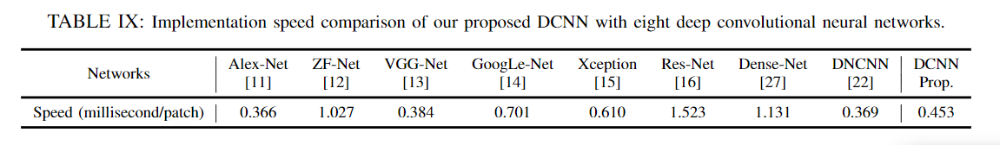 TABLE IX: Implementation speed comparison of our proposed DCNN with eight deep convolutional neural networks.
Networks Alex-Net [11] ZF-Net [12] VGG-Net [13] GoogLe-Net [14] Xception [15] Res-Net [16] Dense-Net [27] DNCNN [22] DCNN Prop.
Speed (millisecond/patch) 0.366 1.027 0.384 0.701 0.610 1.523 1.131 0.369 0.453